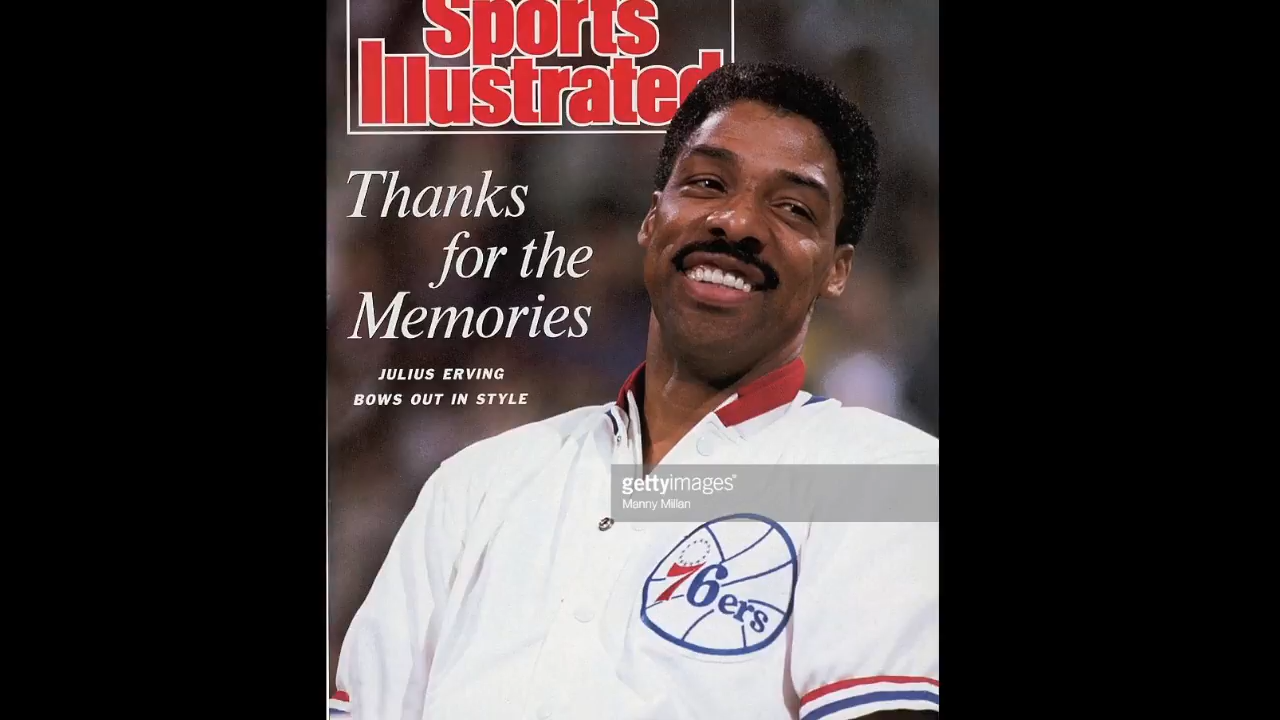 Sports
Illustrated
Thanks
for the
Memories
JULIUS ERVING
BOWS OUT IN STYLE
gettyimages®
Manny Millan
76ers